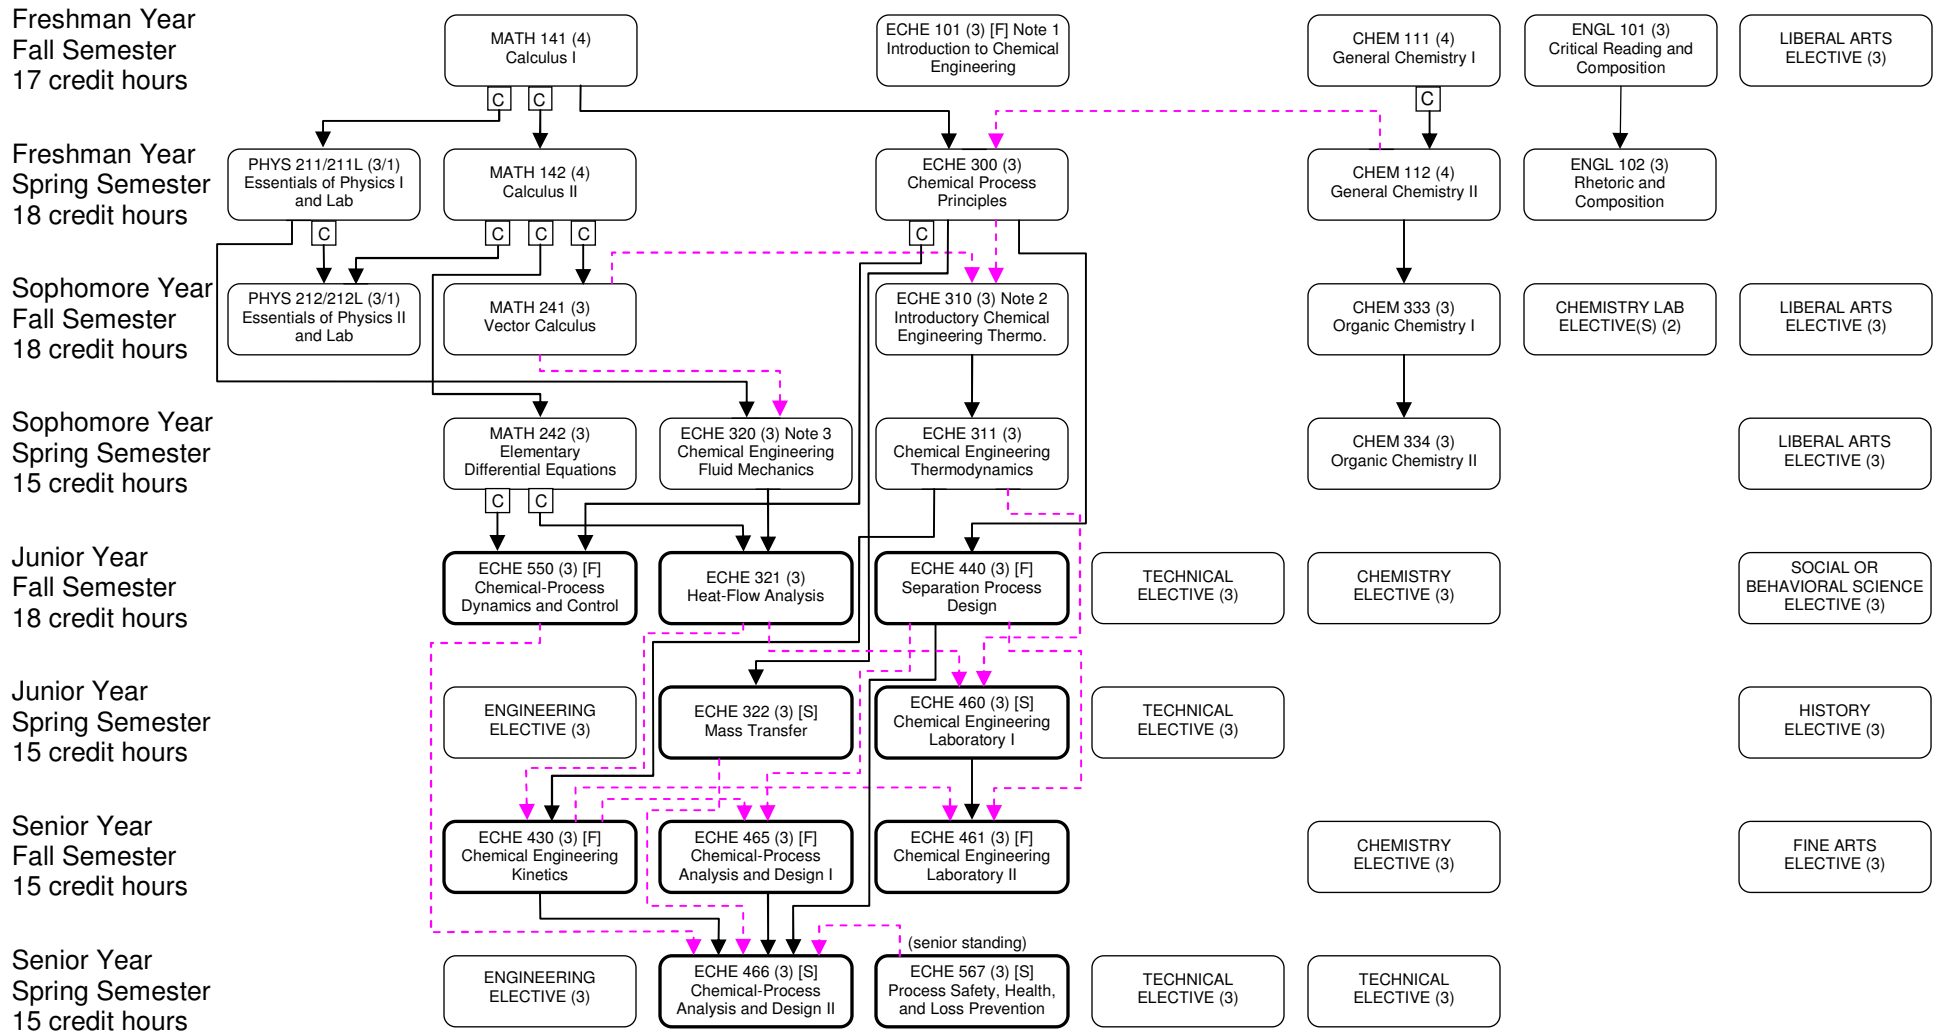 Freshman Year
Fall Semester
17 credit hours
MATH 141 (4)
Calculus I
ECHE 101 (3) [F] Note 1
Introduction to Chemical
Engineering
CHEM 111 (4)
General Chemistry I
ENGL 101 (3)
Critical Reading and
Composition
LIBERAL ARTS
ELECTIVE (3)
C
C
C
Freshman Year
Spring Semester
18 credit hours
PHYS 211/211L (3/1)
Essentials of Physics I
and Lab
MATH 142 (4)
Calculus II
ECHE 300 (3)
Chemical Process
Principles
CHEM 112 (4)
General Chemistry II
ENGL 102 (3)
Rhetoric and
Composition
C
C
C
C
C
Sophomore Year
Fall Semester
18 credit hours
PHYS 212/212L (3/1)
Essentials of Physics II
and Lab
MATH 241 (3)
Vector Calculus
ECHE 310 (3) Note 2
Introductory Chemical
Engineering Thermo.
CHEM 333 (3)
Organic Chemistry I
CHEMISTRY LAB
ELECTIVE(S) (2)
LIBERAL ARTS
ELECTIVE (3)
Sophomore Year
Spring Semester
15 credit hours
MATH 242 (3)
Elementary
Differential Equations
ECHE 320 (3) Note 3
Chemical Engineering
Fluid Mechanics
ECHE 311 (3)
Chemical Engineering
Thermodynamics
CHEM 334 (3)
Organic Chemistry II
LIBERAL ARTS
ELECTIVE (3)
C
C
Junior Year
Fall Semester
18 credit hours
ECHE 550 (3) [F]
Chemical-Process
Dynamics and Control
ECHE 321 (3)
Heat-Flow Analysis
ECHE 440 (3) [F]
Separation Process
Design
TECHNICAL
ELECTIVE (3)
CHEMISTRY
ELECTIVE (3)
SOCIAL OR
BEHAVIORAL SCIENCE
ELECTIVE (3)
Junior Year
Spring Semester
15 credit hours
ENGINEERING
ELECTIVE (3)
ECHE 322 (3) [S]
Mass Transfer
ECHE 460 (3) [S]
Chemical Engineering
Laboratory I
TECHNICAL
ELECTIVE (3)
HISTORY
ELECTIVE (3)
Senior Year
Fall Semester
15 credit hours
ECHE 430 (3) [F]
Chemical Engineering
Kinetics
ECHE 465 (3) [F]
Chemical-Process
Analysis and Design I
ECHE 461 (3) [F]
Chemical Engineering
Laboratory II
CHEMISTRY
ELECTIVE (3)
FINE ARTS
ELECTIVE (3)
Senior Year
Spring Semester
15 credit hours
ENGINEERING
ELECTIVE (3)
ECHE 466 (3) [S]
Chemical-Process
Analysis and Design II
(senior standing)
ECHE 567 (3) [S]
Process Safety, Health,
and Loss Prevention
TECHNICAL
ELECTIVE (3)
TECHNICAL
ELECTIVE (3)